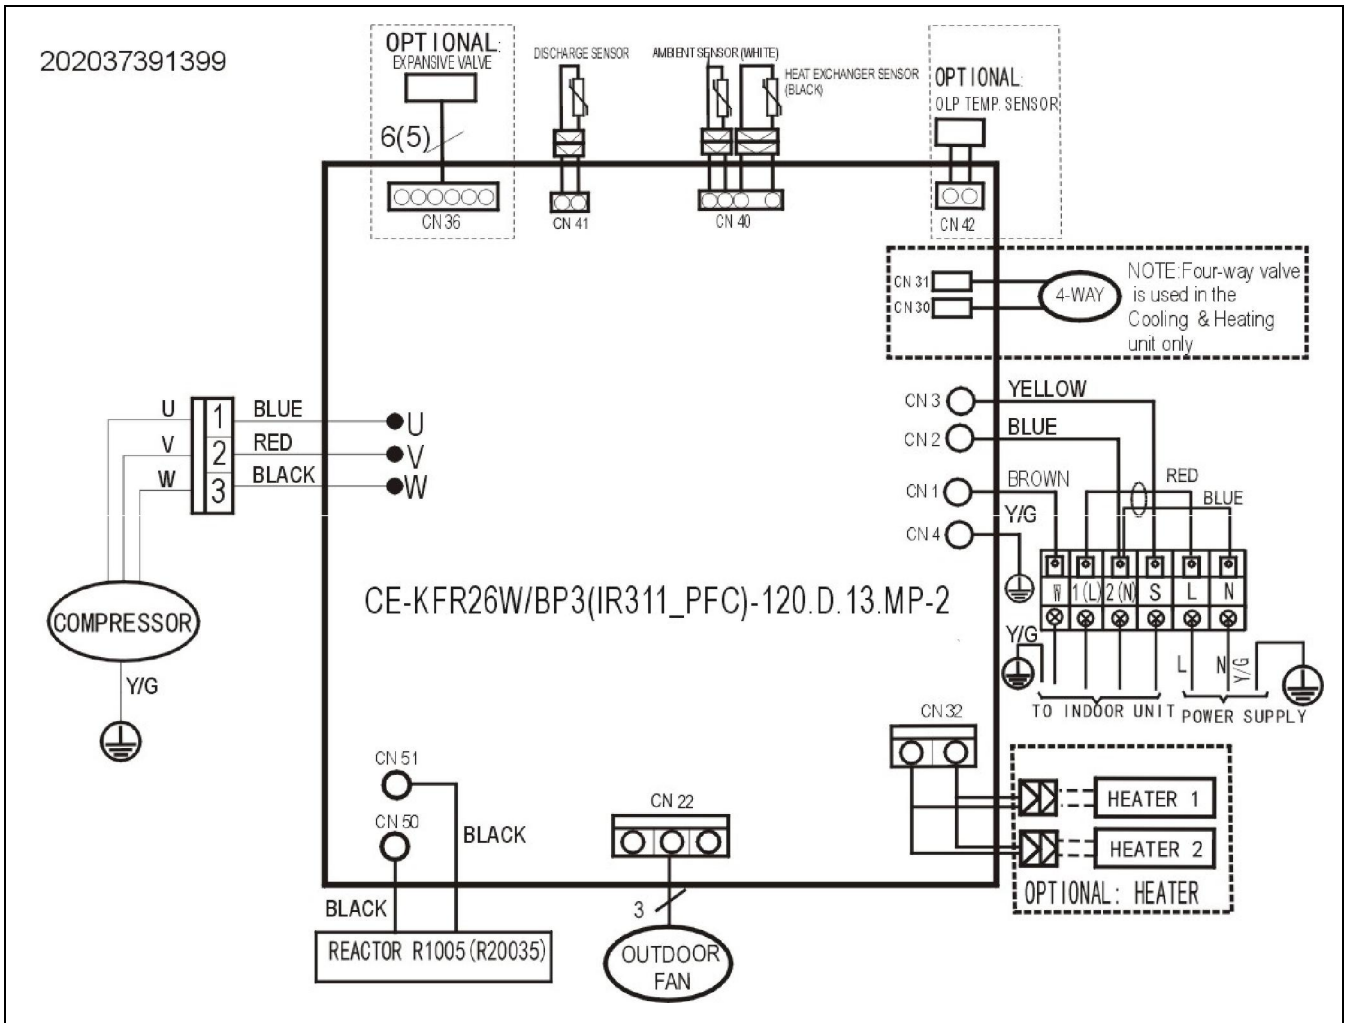 202037391399
OPTIONAL:
EXPANSIVE VALVE
6(5)
CN 36
DISCHARGE SENSOR
CN 41
AMBIENT SENSOR (WHITE)
HEAT EXCHANGER SENSOR
(BLACK)
CN 40
OPTIONAL:
OLP TEMP. SENSOR
CN 42
CN 31
CN 30
4-WAY
NOTE:Four-way valve
is used in the
Cooling & Heating
unit only
U
V
W
1
2
3
BLUE
RED
BLACK
U
V
W
COMPRESSOR
Y/G
CN 3
YELLOW
CN 2
BLUE
CN 1
BROWN
CN 4
Y/G
RED
BLUE
W 1(L) 2(N) S L N
Y/G
L N Y/G
TO INDOOR UNIT
POWER SUPPLY
CE-KFR26W/BP3(IR311_PFC)-120.D.13.MP-2
CN 32
HEATER 1
HEATER 2
OPTIONAL: HEATER
CN 51
CN 50
BLACK
BLACK
REACTOR R1005(R20035)
CN 22
3
OUTDOOR
FAN